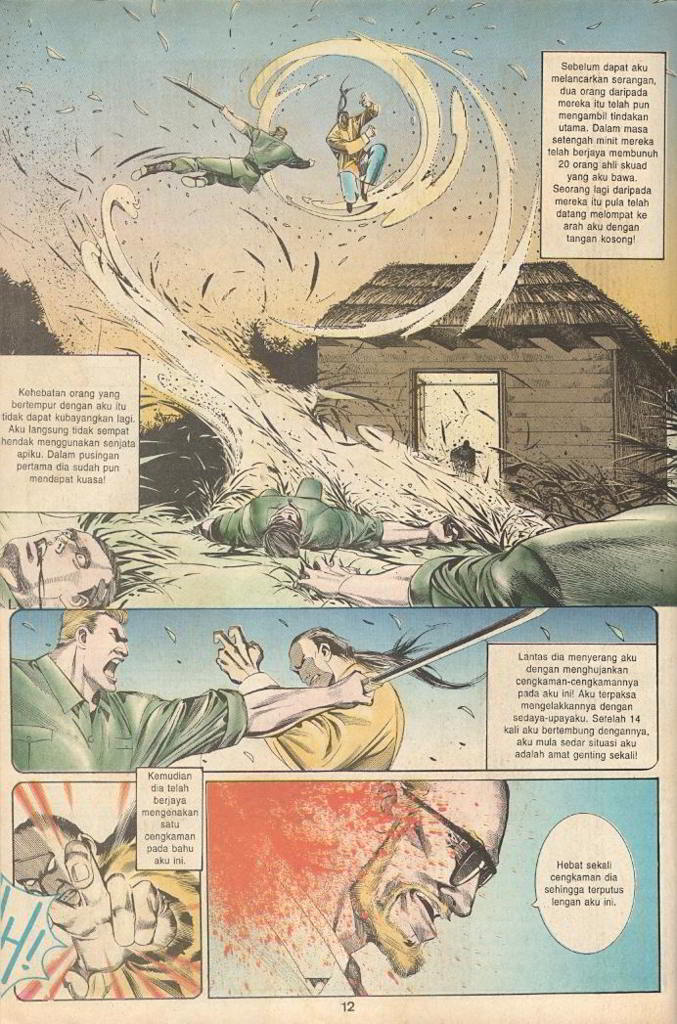 Sebelum dapat aku
melancarkan serangan,
dua orang daripada
mereka itu telah pun
mengambil tindakan
utama. Dalam masa
setengah minit mereka
telah berjaya membunuh
20 orang ahli skuad
yang aku bawa.
Seorang lagi daripada
mereka itu pula telah
datang melompat ke
arah aku dengan
tangan kosong!
Kehebatan orang yang
bertempur dengan aku itu
tidak dapat kubayangkan lagi.
Aku langsung tidak sempat
hendak menggunakan senjata
apiku. Dalam pusingan
pertama dia sudah pun
mendapat kuasa!
Lantas dia menyerang aku
dengan menghujankan
cengkaman-cengkamannya
pada aku ini! Aku terpaksa
mengelakkannya dengan
sedaya-upayaku. Setelah 14
kali aku bertembung dengannya,
aku mula sedar situasi aku
adalah amat genting sekali!
Kemudian
dia telah
berjaya
mengenakan
satu
cengkaman
pada bahu
aku ini.
H!!
Hebat sekali
cengkaman dia
sehingga terputus
lengan aku ini.
12